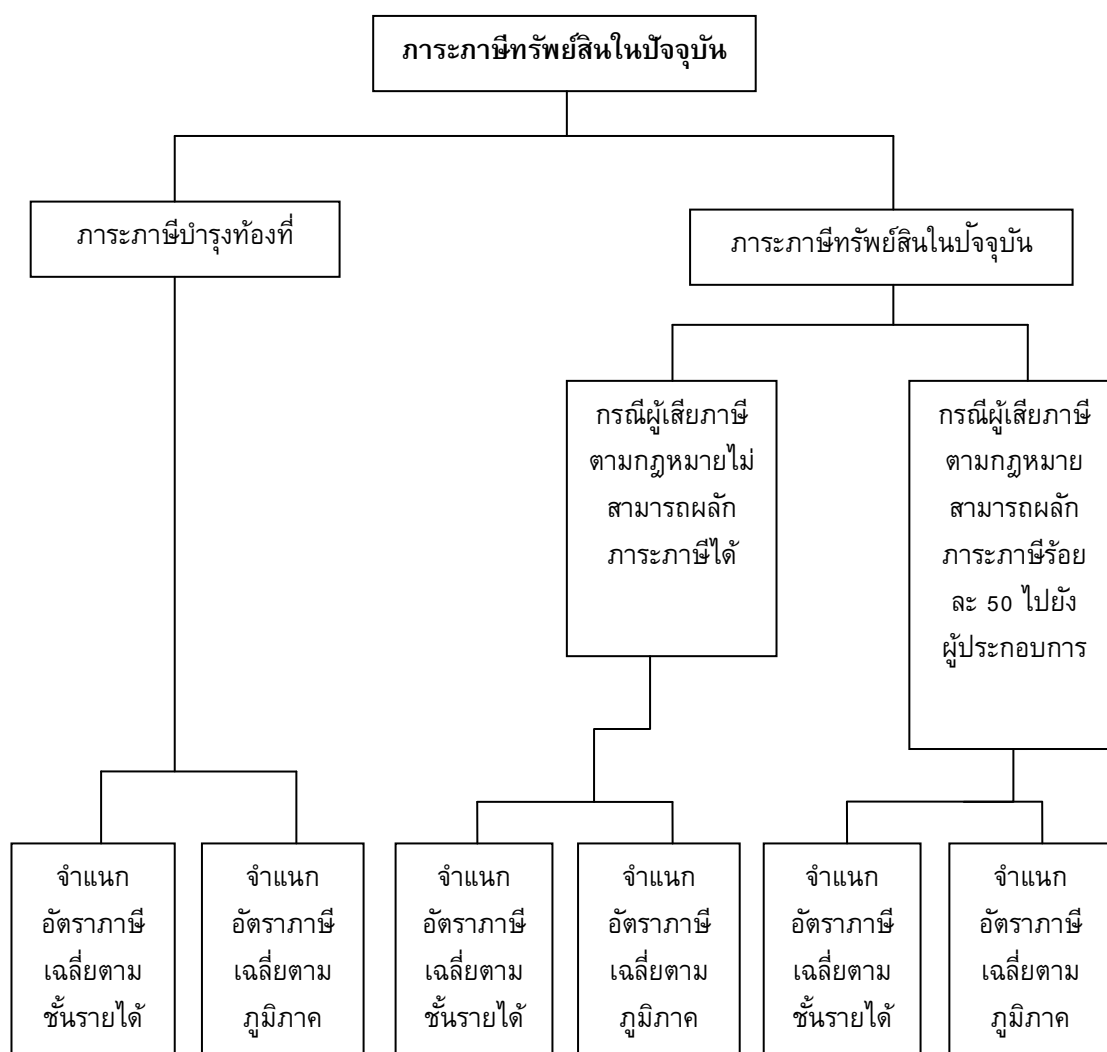 ภาระภาษีทรัพย์สินในปัจจุบัน
ภาระภาษีบำรุงท้องที่
ภาระภาษีทรัพย์สินในปัจจุบัน
กรณีผู้เสียภาษี
ตามกฎหมายไม่
สามารถผลัก
ภาระภาษีได้
กรณีผู้เสียภาษี
ตามกฎหมาย
สามารถผลัก
ภาระภาษีร้อย
ละ 50 ไปยัง
ผู้ประกอบการ
จำแนก
อัตราภาษี
เฉลี่ยตาม
ชั้นรายได้
จำแนก
อัตราภาษี
เฉลี่ยตาม
ภูมิภาค
จำแนก
อัตราภาษี
เฉลี่ยตาม
ชั้นรายได้
จำแนก
อัตราภาษี
เฉลี่ยตาม
ภูมิภาค
จำแนก
อัตราภาษี
เฉลี่ยตาม
ชั้นรายได้
จำแนก
อัตราภาษี
เฉลี่ยตาม
ภูมิภาค